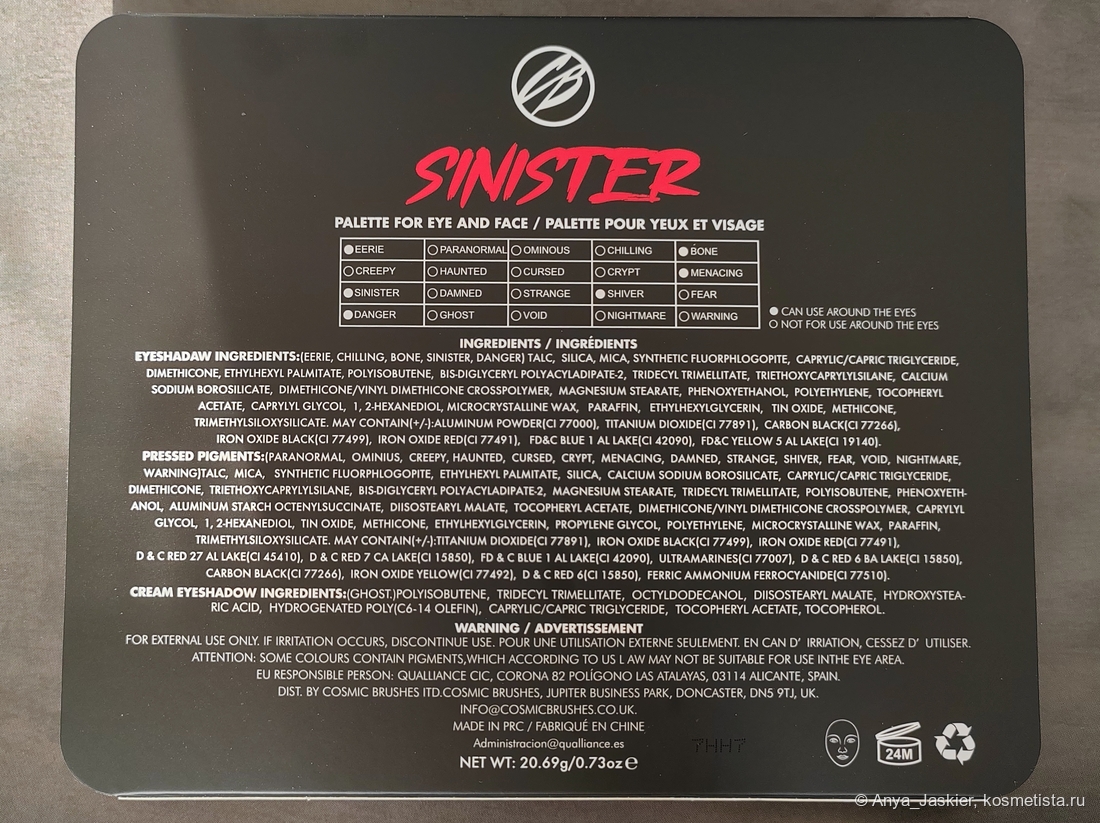 CB
SINISTER
PALETTE FOR EYE AND FACE / PALETTE POUR YEUX ET VISAGE
EERIE PARANORMAL OMINOUS CHILLING BONE
CREEPY HAUNTED CURSED CRYPT MENACING
SINISTER DAMNED STRANGE SHIVER FEAR
DANGER GHOST VOID NIGHTMARE WARNING
CAN USE AROUND THE EYES
NOT FOR USE AROUND THE EYES
INGREDIENTS / INGRÉDIENTS
EYESHADAW INGREDIENTS:(EERIE, CHILLING, BONE, SINISTER, DANGER) TALC, SILICA, MICA, SYNTHETIC FLUORPHLOGOPITE, CAPRYLIC/CAPRIC TRIGLYCERIDE,
DIMETHICONE, ETHYLHEXYL PALMITATE, POLYISOBUTENE, BIS-DIGLYCERYL POLYACYLADIPATE-2, TRIDECYL TRIMELLITATE, TRIETHOXYCAPRYLYLSILANE, CALCIUM
SODIUM BOROSILICATE, DIMETHICONE/VINYL DIMETHICONE CROSSPOLYMER, MAGNESIUM STEARATE, PHENOXYETHANOL, POLYETHYLENE, TOCOPHERYL
ACETATE, CAPRYLYL GLYCOL, 1, 2-HEXANEDIOL, MICROCRYSTALLINE WAX, PARAFFIN, ETHYLHEXYLGLYCERIN, TIN OXIDE, METHICONE,
TRIMETHYLSILOXYSILICATE. MAY CONTAIN(+/-):ALUMINUM POWDER(CI 77000), TITANIUM DIOXIDE(CI 77891), CARBON BLACK(CI 77266),
IRON OXIDE BLACK(CI 77499), IRON OXIDE RED(CI 77491), FD&C BLUE 1 AL LAKE(CI 42090), FD&C YELLOW 5 AL LAKE(CI 19140).
PRESSED PIGMENTS:(PARANORMAL, OMINIUS, CREEPY, HAUNTED, CURSED, CRYPT, MENACING, DAMNED, STRANGE, SHIVER, FEAR, VOID, NIGHTMARE,
WARNING)TALC, MICA, SYNTHETIC FLUORPHLOGOPITE, ETHYLHEXYL PALMITATE, SILICA, CALCIUM SODIUM BOROSILICATE, CAPRYLIC/CAPRIC TRIGLYCERIDE,
DIMETHICONE, TRIETHOXYCAPRYLYLSILANE, BIS-DIGLYCERYL POLYACYLADIPATE-2, MAGNESIUM STEARATE, TRIDECYL TRIMELLITATE, POLYISOBUTENE, PHENOXYETH-
ANOL, ALUMINUM STARCH OCTENYLSUCCINATE, DIISOSTEARYL MALATE, TOCOPHERYL ACETATE, DIMETHICONE/VINYL DIMETHICONE CROSSPOLYMER, CAPRYLYL
GLYCOL, 1, 2-HEXANEDIOL, TIN OXIDE, METHICONE, ETHYLHEXYLGLYCERIN, PROPYLENE GLYCOL, POLYETHYLENE, MICROCRYSTALLINE WAX, PARAFFIN,
TRIMETHYLSILOXYSILICATE. MAY CONTAIN(+/-):TITANIUM DIOXIDE(CI 77891), IRON OXIDE BLACK(CI 77499), IRON OXIDE RED(CI 77491),
D & C RED 27 AL LAKE(CI 45410), D & C RED 7 CA LAKE(CI 15850), FD & C BLUE 1 AL LAKE(CI 42090), ULTRAMARINES(CI 77007), D & C RED 6 BA LAKE(CI 15850),
CARBON BLACK(CI 77266), IRON OXIDE YELLOW(CI 77492), D & C RED 6(CI 15850), FERRIC AMMONIUM FERROCYANIDE(CI 77510).
CREAM EYESHADOW INGREDIENTS:(GHOST.)POLYISOBUTENE, TRIDECYL TRIMELLITATE, OCTYLDODECANOL, DIISOSTEARYL MALATE, HYDROXYSTEA-
RIC ACID, HYDROGENATED POLY(C6-14 OLEFIN), CAPRYLIC/CAPRIC TRIGLYCERIDE, TOCOPHERYL ACETATE, TOCOPHEROL.
WARNING / ADVERTISSEMENT
FOR EXTERNAL USE ONLY. IF IRRITATION OCCURS, DISCONTINUE USE. POUR UNE UTILISATION EXTERNE SEULEMENT. EN CAN D' IRRIATION, CESSEZ D' UTILISER.
ATTENTION: SOME COLOURS CONTAIN PIGMENTS,WHICH ACCORDING TO US L AW MAY NOT BE SUITABLE FOR USE INTHE EYE AREA.
EU RESPONSIBLE PERSON: QUALLIANCE CIC, CORONA 82 POLÍGONO LAS ATALAYAS, 03114 ALICANTE, SPAIN.
DIST. BY COSMIC BRUSHES ITD.COSMIC BRUSHES, JUPITER BUSINESS PARK, DONCASTER, DN5 9TJ, UK.
INFO@COSMICBRUSHES.CO.UK.
MADE IN PRC / FABRIQUÉ EN CHINE
Administracion@qualliance.es
7HH7
NET WT: 20.69g/0.73oz e
24M
© Anya_Jaskier, kosmetista.ru